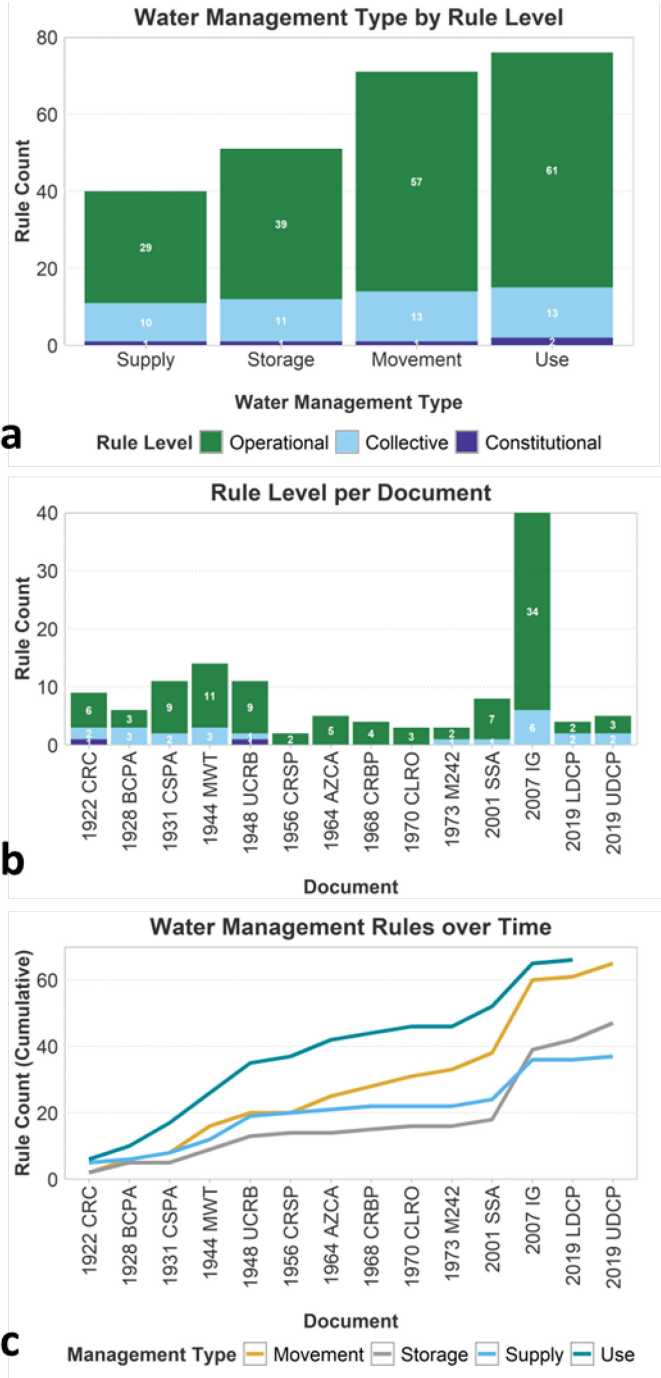 Water Management Type by Rule Level
80
60
40
20
0
Rule Count
29
10
1
39
11
1
57
13
1
61
13
2
Supply Storage Movement Use
Water Management Type
a
Rule Level Operational Collective Constitutional
Rule Level per Document
40
30
20
10
0
Rule Count
6
2
1
3
3
9
2
11
3
9
1
1
2
5
4
3
2
1
7
1
34
6
2
2
3
2
1922 CRC
1928 BCPA
1931 CSPA
1944 MWT
1948 UCRB
1956 CRSP
1964 AZCA
1968 CRBP
1970 CLRO
1973 M242
2001 SSA
2007 IG
2019 LDCP
2019 UDCP
b
Document
Water Management Rules over Time
60
40
20
0
Rule Count (Cumulative)
1922 CRC
1928 BCPA
1931 CSPA
1944 MWT
1948 UCRB
1956 CRSP
1964 AZCA
1968 CRBP
1970 CLRO
1973 M242
2001 SSA
2007 IG
2019 LDCP
2019 UDCP
Document
c
Management Type Movement Storage Supply Use